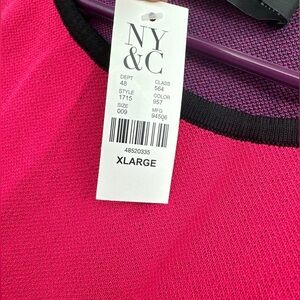 NY
&C
DEPT CLASS
48 564
STYLE COLOR
1715 957
SIZE MFG
009 94506
48520335
XLARGE